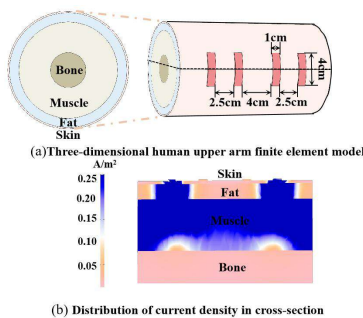 Bone
Muscle
Fat
Skin
1cm
4cm
2.5cm 4cm 2.5cm
(a)Three-dimensional human upper arm finite element model
A/m²
0.25
0.20
0.15
0.10
0.05
Skin
Fat
Muscle
Bone
(b) Distribution of current density in cross-section